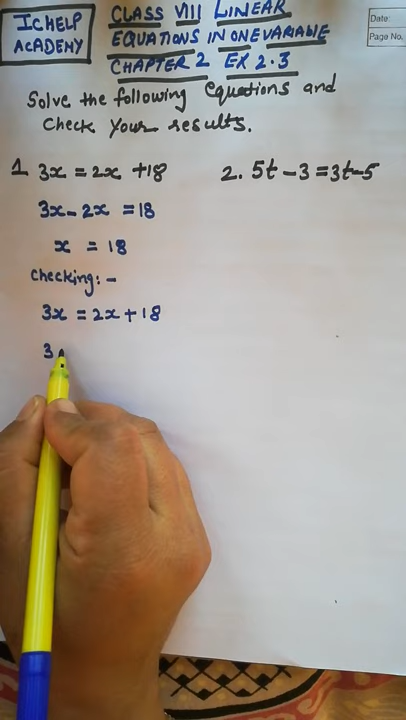 ICHELP
ACADEMY
CLASS VII LINEAR
EQUATIONS IN ONE VARIABLE
CHAPTER 2 EX 2.3
Date:
Page No.
Solve the following Equations and
Check Your results.
1. 3x = 2x + 18
3x - 2x = 18
x = 18
Checking:-
3x = 2x + 18
3
2. 5t - 3 = 3t - 5